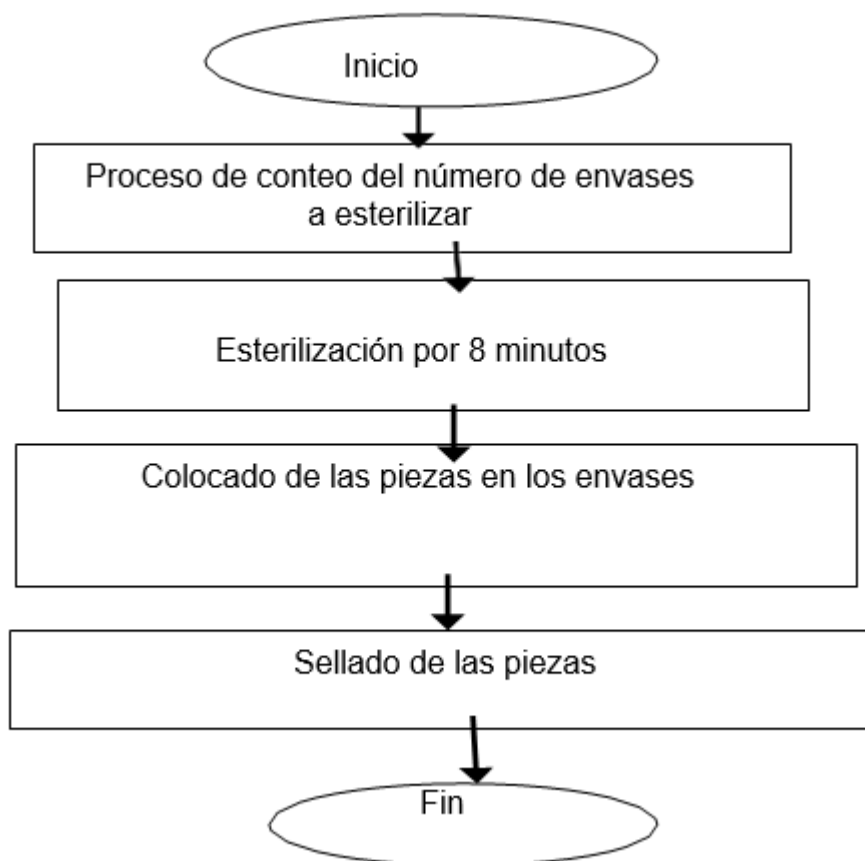 Inicio
Proceso de conteo del número de envases
a esterilizar
Esterilización por 8 minutos
Colocado de las piezas en los envases
Sellado de las piezas
Fin